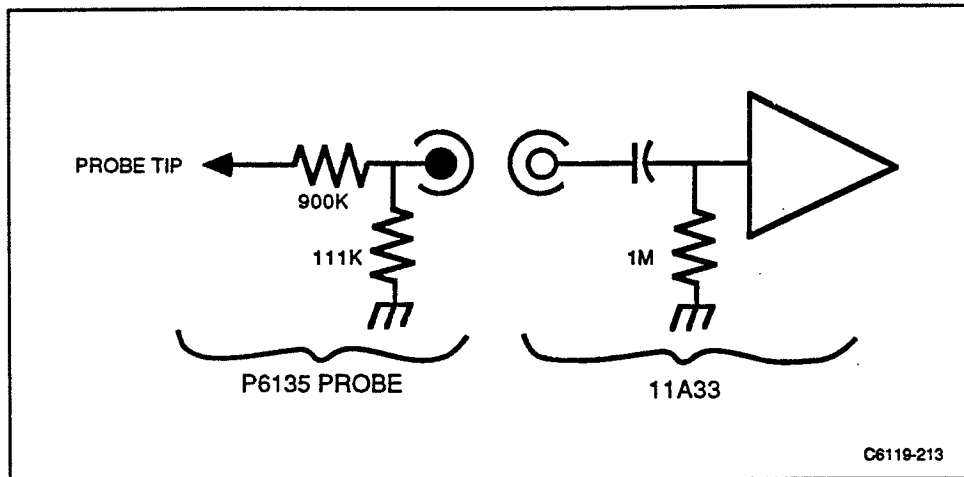 PROBE TIP
900K
111K
1M
P6135 PROBE
11A33
C6119-213